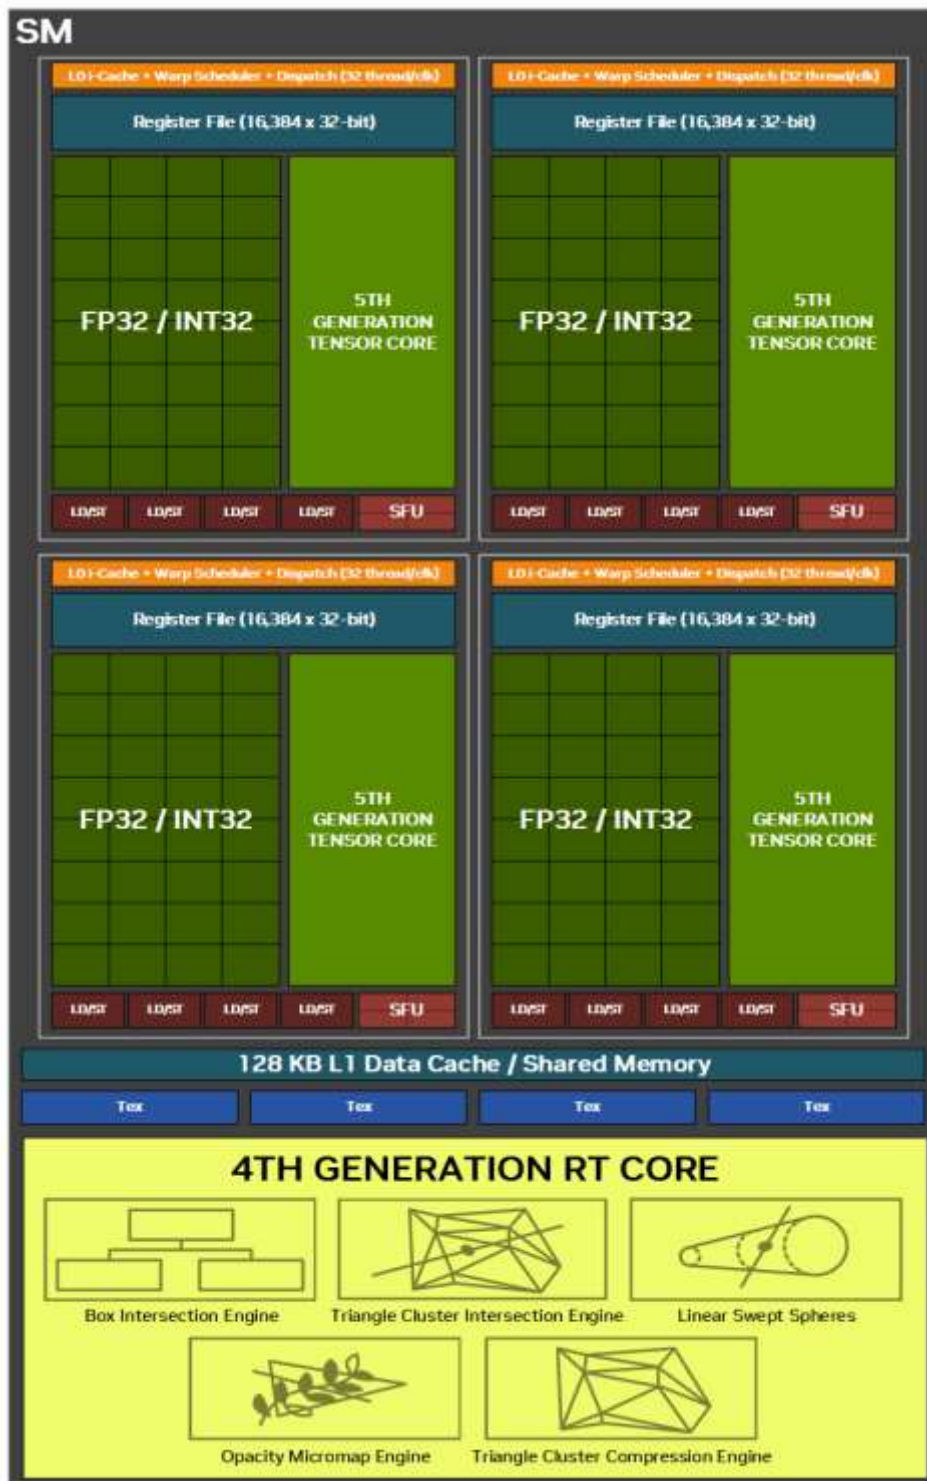 SM
L0 i-Cache + Warp Scheduler + Dispatch (32 thread/clk)
Register File (16,384 x 32-bit)
FP32 / INT32
5TH
GENERATION
TENSOR CORE
LD/ST LD/ST LD/ST LD/ST SFU
L0 i-Cache + Warp Scheduler + Dispatch (32 thread/clk)
Register File (16,384 x 32-bit)
FP32 / INT32
5TH
GENERATION
TENSOR CORE
LD/ST LD/ST LD/ST LD/ST SFU
L0 i-Cache + Warp Scheduler + Dispatch (32 thread/clk)
Register File (16,384 x 32-bit)
FP32 / INT32
5TH
GENERATION
TENSOR CORE
LD/ST LD/ST LD/ST LD/ST SFU
L0 i-Cache + Warp Scheduler + Dispatch (32 thread/clk)
Register File (16,384 x 32-bit)
FP32 / INT32
5TH
GENERATION
TENSOR CORE
LD/ST LD/ST LD/ST LD/ST SFU
128 KB L1 Data Cache / Shared Memory
Tex Tex Tex Tex
4TH GENERATION RT CORE
Box Intersection Engine
Triangle Cluster Intersection Engine
Linear Swept Spheres
Opacity Micromap Engine
Triangle Cluster Compression Engine